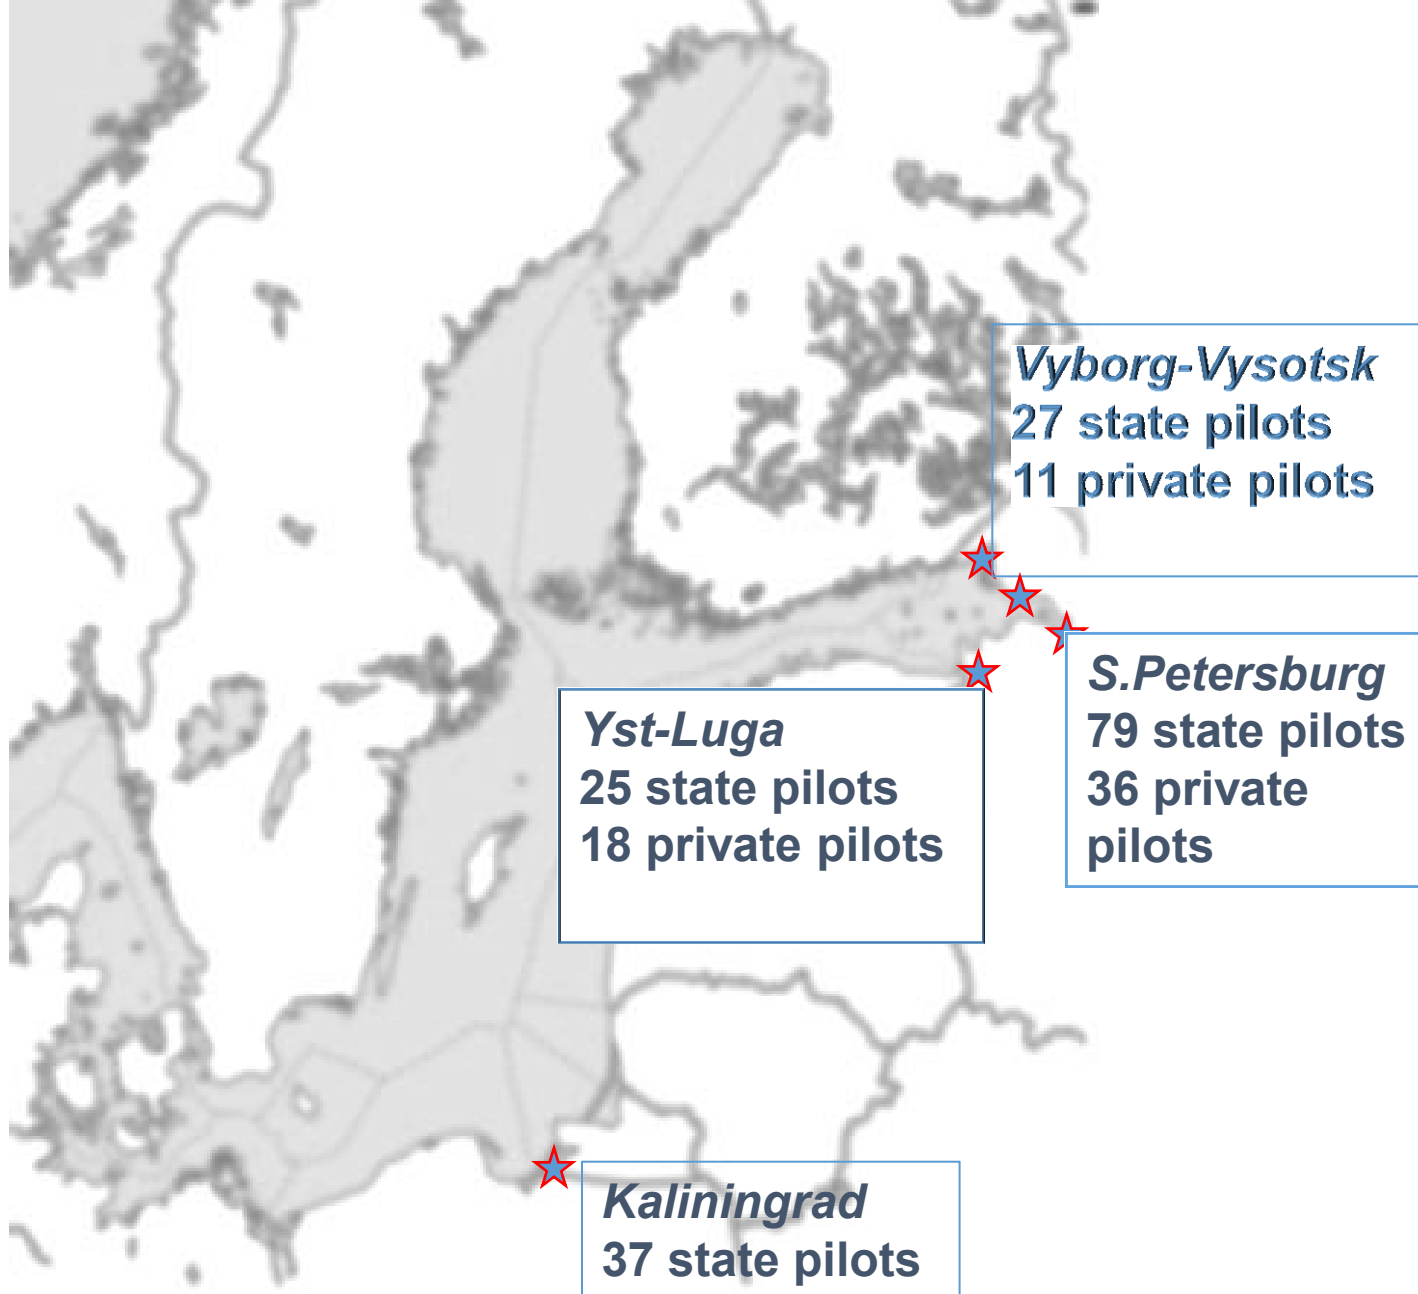 Vyborg-Vysotsk
27 state pilots
11 private pilots
S.Petersburg
79 state pilots
36 private
pilots
Yst-Luga
25 state pilots
18 private pilots
Kaliningrad
37 state pilots